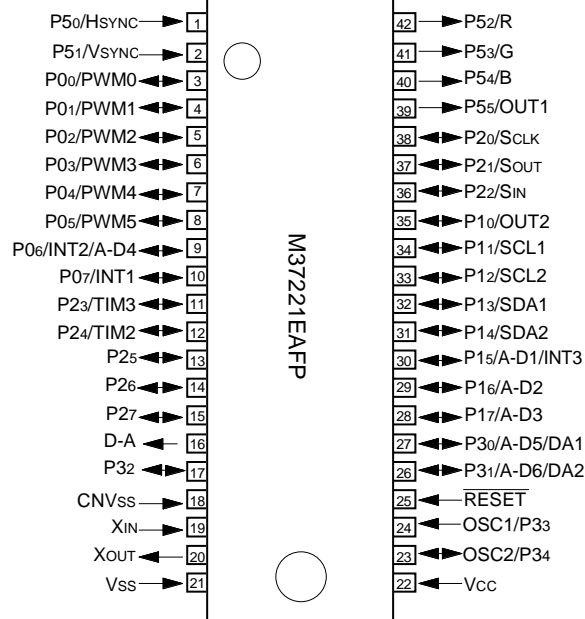 P50/HSYNC 1
P51/VSYNC 2
P00/PWM0 3
P01/PWM1 4
P02/PWM2 5
P03/PWM3 6
P04/PWM4 7
P05/PWM5 8
P06/INT2/A-D4 9
P07/INT1 10
P23/TIM3 11
P24/TIM2 12
P25 13
P26 14
P27 15
D-A 16
P32 17
CNVSS 18
XIN 19
XOUT 20
VSS 21
M37221EAFP
42 P52/R
41 P53/G
40 P54/B
39 P55/OUT1
38 P20/SCLK
37 P21/SOUT
36 P22/SIN
35 P10/OUT2
34 P11/SCL1
33 P12/SCL2
32 P13/SDA1
31 P14/SDA2
30 P15/A-D1/INT3
29 P16/A-D2
28 P17/A-D3
27 P30/A-D5/DA1
26 P31/A-D6/DA2
25 RESET
24 OSC1/P33
23 OSC2/P34
22 VCC